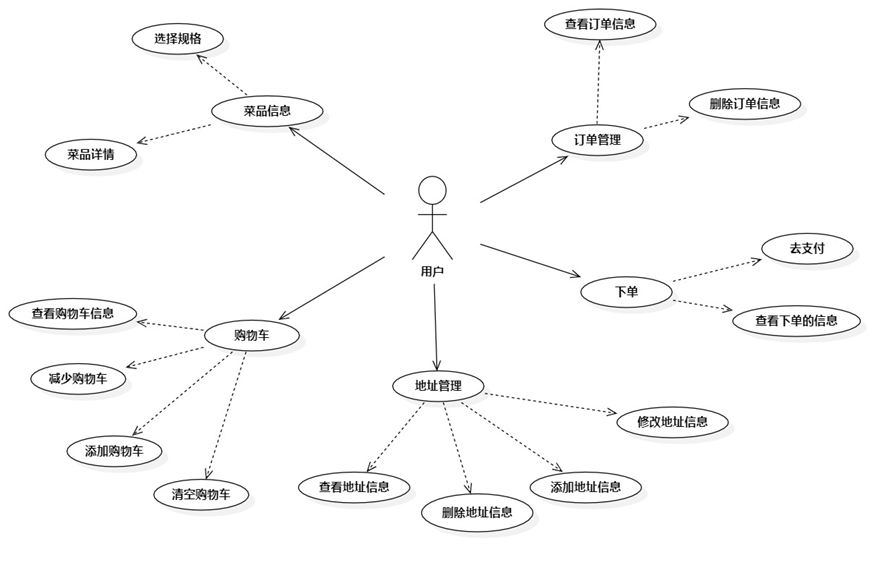 查看订单信息
选择规格
删除订单信息
菜品信息
订单管理
菜品详情
去支付
用户
下单
查看购物车信息
查看下单的信息
购物车
减少购物车
地址管理
修改地址信息
添加购物车
查看地址信息
添加地址信息
清空购物车
删除地址信息